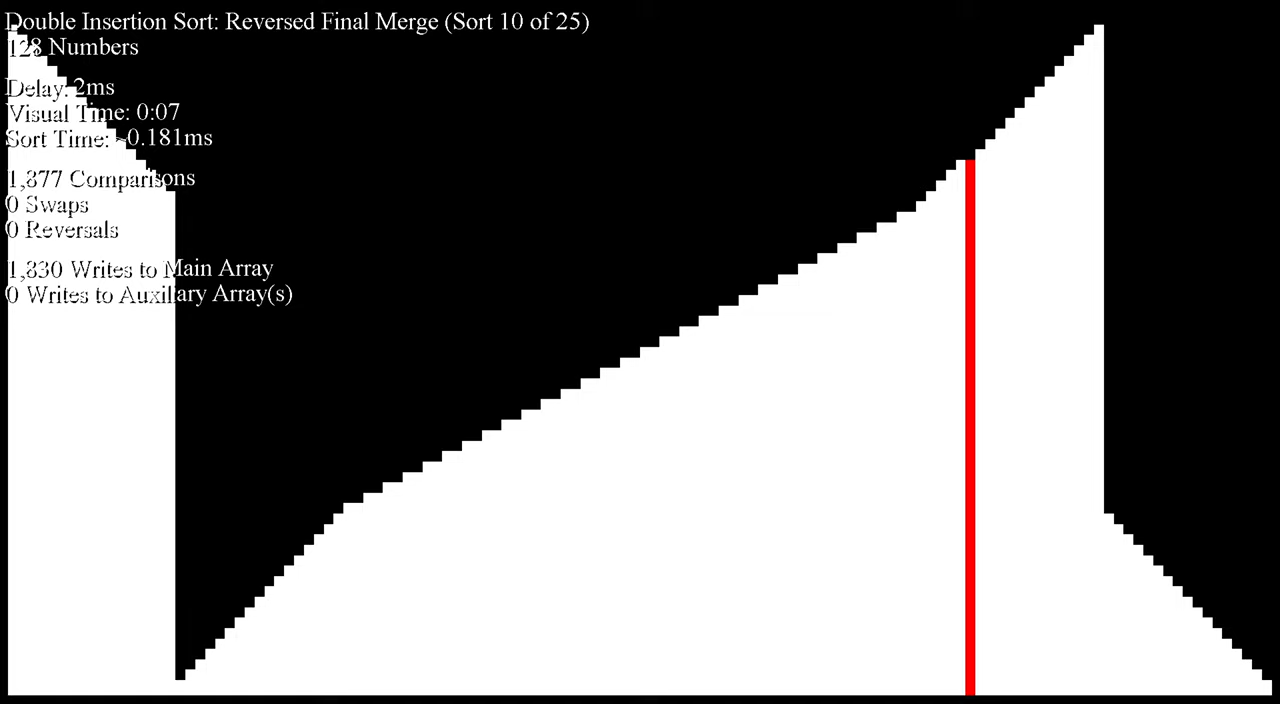 Double Insertion Sort: Reversed Final Merge (Sort 10 of 25)
128 Numbers
Delay: 2ms
Visual Time: 0:07
Sort Time: ~0.181ms
1,877 Comparisons
0 Swaps
0 Reversals
1,830 Writes to Main Array
0 Writes to Auxillary Array(s)